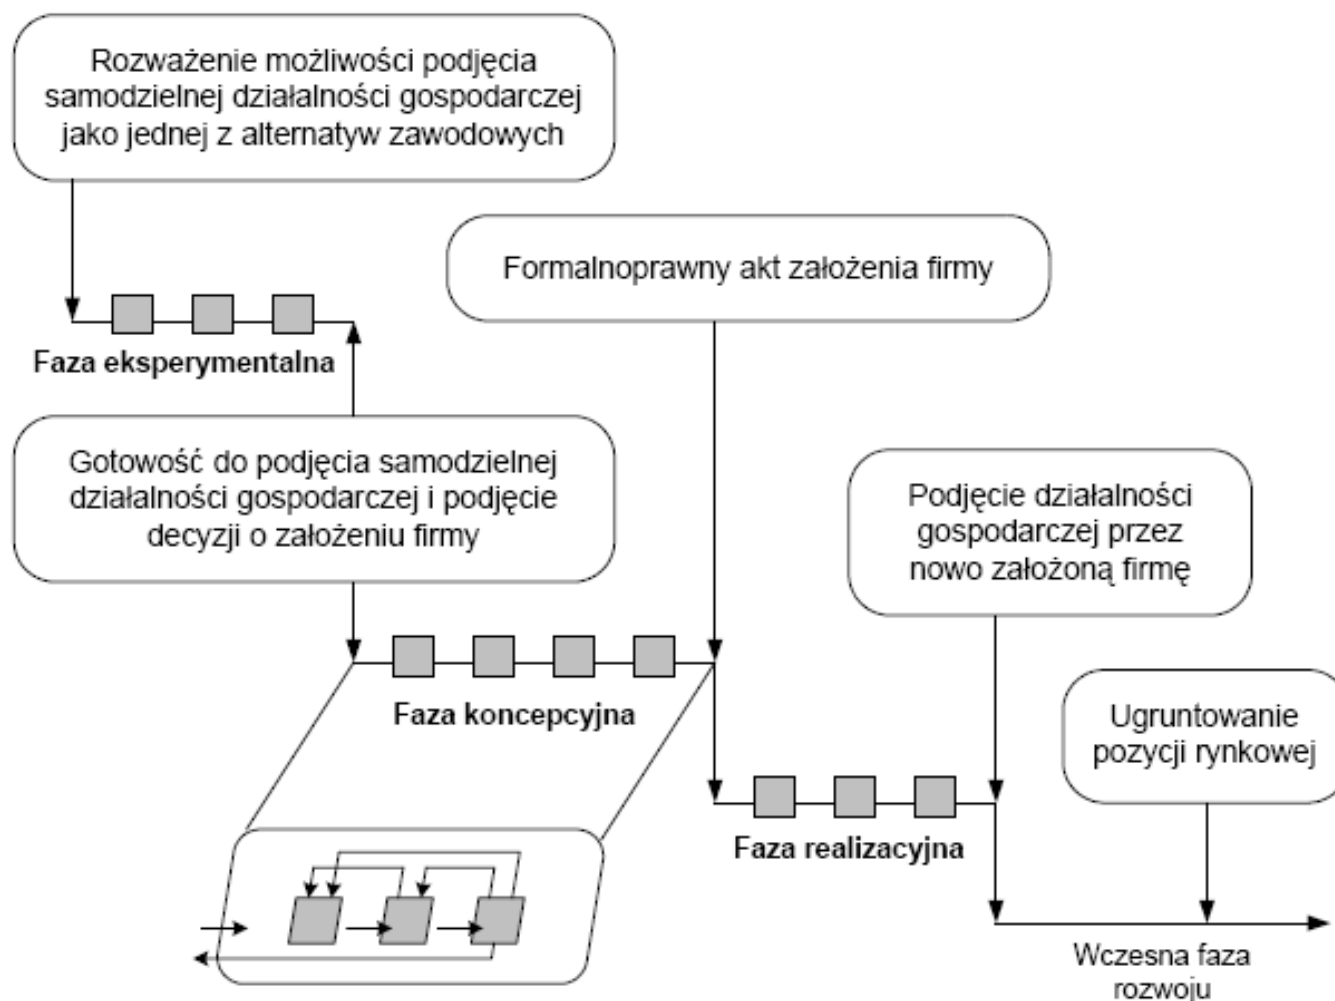 Rozważenie możliwości podjęcia
samodzielnej działalności gospodarczej
jako jednej z alternatyw zawodowych
Formalnoprawny akt założenia firmy
Faza eksperymentalna
Gotowość do podjęcia samodzielnej
działalności gospodarczej i podjęcie
decyzji o założeniu firmy
Podjęcie działalności
gospodarczej przez
nowo założoną firmę
Faza koncepcyjna
Ugruntowanie
pozycji rynkowej
Faza realizacyjna
Wczesna faza
rozwoju